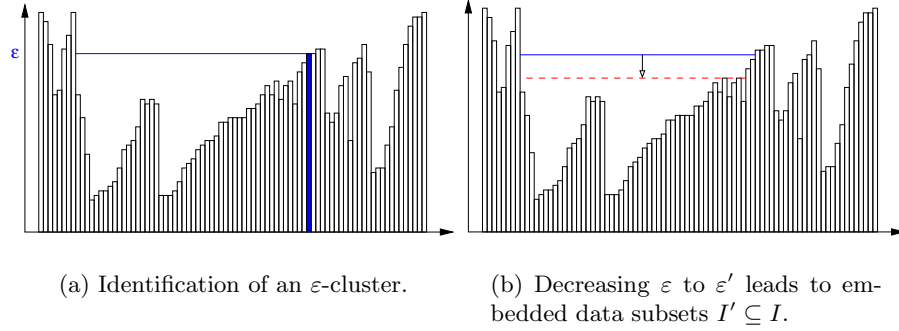 ε
(a) Identification of an ε-cluster.
(b) Decreasing ε to ε′ leads to em-
bedded data subsets I′ ⊆ I.